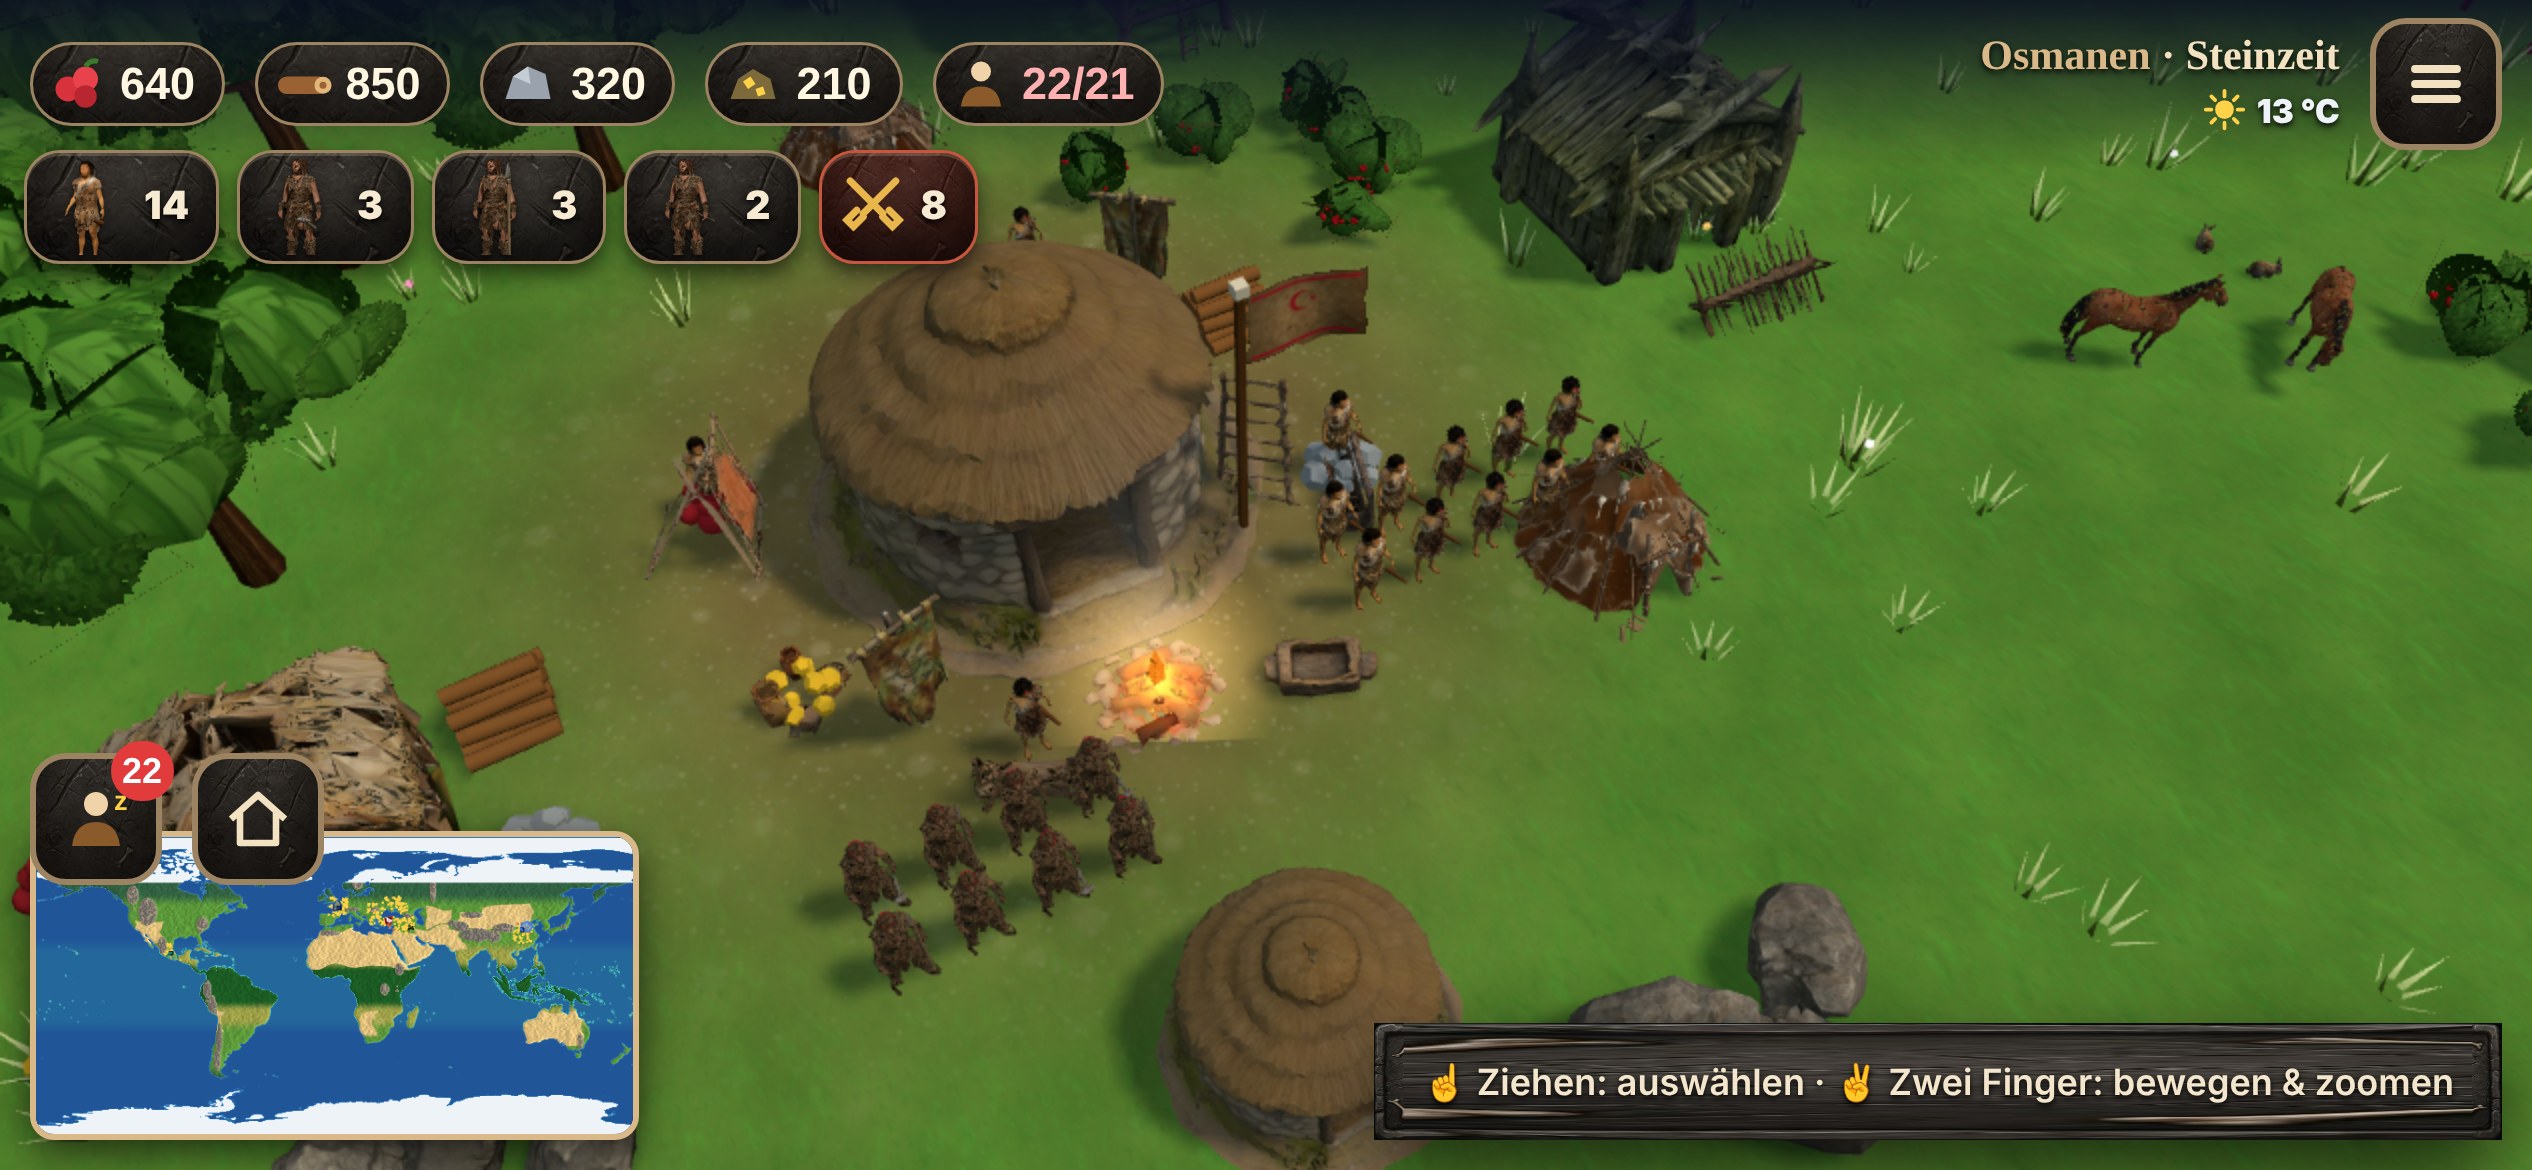 640 850 320 210 22/21
Osmanen · Steinzeit
13 °C
14 3 3 2 8
22
z
☝ Ziehen: auswählen · ✌ Zwei Finger: bewegen & zoomen